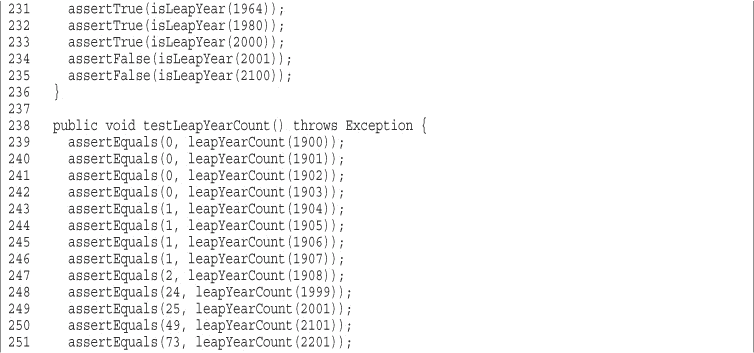 231 assertTrue(isLeapYear(1964));
232 assertTrue(isLeapYear(1980));
233 assertTrue(isLeapYear(2000));
234 assertFalse(isLeapYear(2001));
235 assertFalse(isLeapYear(2100));
236 }
237
238 public void testLeapYearCount() throws Exception {
239 assertEquals(0, leapYearCount(1900));
240 assertEquals(0, leapYearCount(1901));
241 assertEquals(0, leapYearCount(1902));
242 assertEquals(0, leapYearCount(1903));
243 assertEquals(1, leapYearCount(1904));
244 assertEquals(1, leapYearCount(1905));
245 assertEquals(1, leapYearCount(1906));
246 assertEquals(1, leapYearCount(1907));
247 assertEquals(2, leapYearCount(1908));
248 assertEquals(24, leapYearCount(1999));
249 assertEquals(25, leapYearCount(2001));
250 assertEquals(49, leapYearCount(2101));
251 assertEquals(73, leapYearCount(2201));